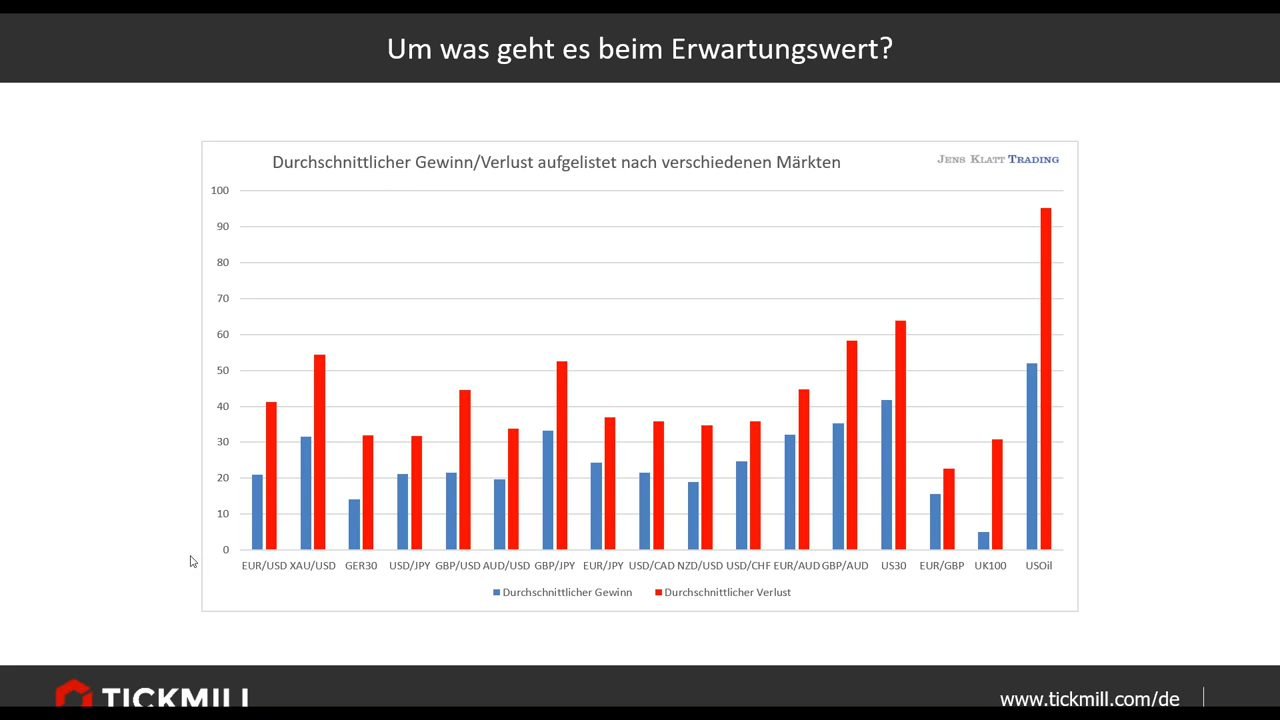 Um was geht es beim Erwartungswert?
Durchschnittlicher Gewinn/Verlust aufgelistet nach verschiedenen Märkten
JENS KLATT TRADING
100
90
80
70
60
50
40
30
20
10
0
EUR/USD XAU/USD GER30 USD/JPY GBP/USD AUD/USD GBP/JPY EUR/JPY USD/CAD NZD/USD USD/CHF EUR/AUD GBP/AUD US30 EUR/GBP UK100 USOil
Durchschnittlicher Gewinn Durchschnittlicher Verlust
TICKMILL www.tickmill.com/de